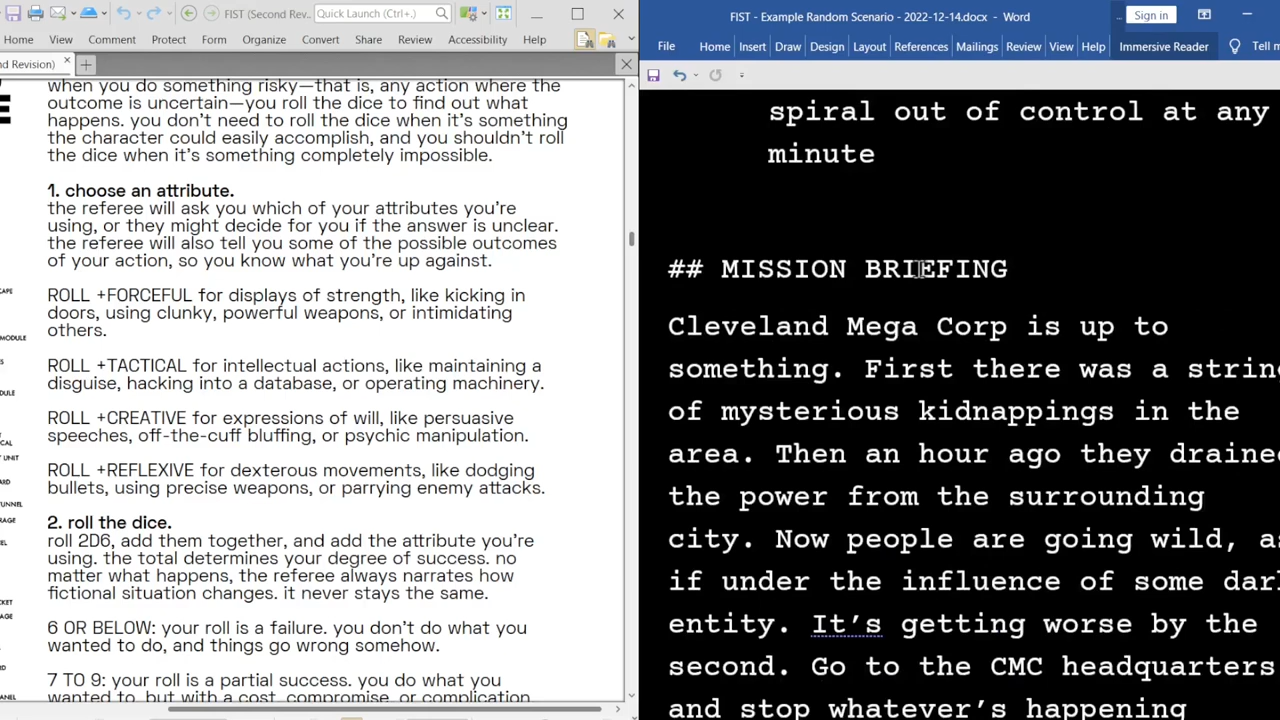 FIST (Second Rev...
Quick Launch (Ctrl+.)
Home View Comment Protect Form Organize Convert Share Review Accessibility Help
nd Revision) ×
when you do something risky—that is, any action where the
outcome is uncertain—you roll the dice to find out what
happens. you don't need to roll the dice when it's something
the character could easily accomplish, and you shouldn't roll
the dice when it's something completely impossible.
1. choose an attribute.
the referee will ask you which of your attributes you're
using, or they might decide for you if the answer is unclear.
the referee will also tell you some of the possible outcomes
of your action, so you know what you're up against.
ROLL +FORCEFUL for displays of strength, like kicking in
doors, using clunky, powerful weapons, or intimidating
others.
ROLL +TACTICAL for intellectual actions, like maintaining a
disguise, hacking into a database, or operating machinery.
ROLL +CREATIVE for expressions of will, like persuasive
speeches, off-the-cuff bluffing, or psychic manipulation.
ROLL +REFLEXIVE for dexterous movements, like dodging
bullets, using precise weapons, or parrying enemy attacks.
2. roll the dice.
roll 2D6, add them together, and add the attribute you're
using. the total determines your degree of success. no
matter what happens, the referee always narrates how
fictional situation changes. it never stays the same.
6 OR BELOW: your roll is a failure. you don't do what you
wanted to do, and things go wrong somehow.
7 TO 9: your roll is a partial success. you do what you
wanted to, but with a cost, compromise, or complication
FIST - Example Random Scenario - 2022-12-14.docx - Word
... Sign in
File Home Insert Draw Design Layout References Mailings Review View Help Immersive Reader Tell m
spiral out of control at any
minute
## MISSION BRIEFING
Cleveland Mega Corp is up to
something. First there was a string
of mysterious kidnappings in the
area. Then an hour ago they drained
the power from the surrounding
city. Now people are going wild, as
if under the influence of some dark
entity. It's getting worse by the
second. Go to the CMC headquarters
and stop whatever's happening